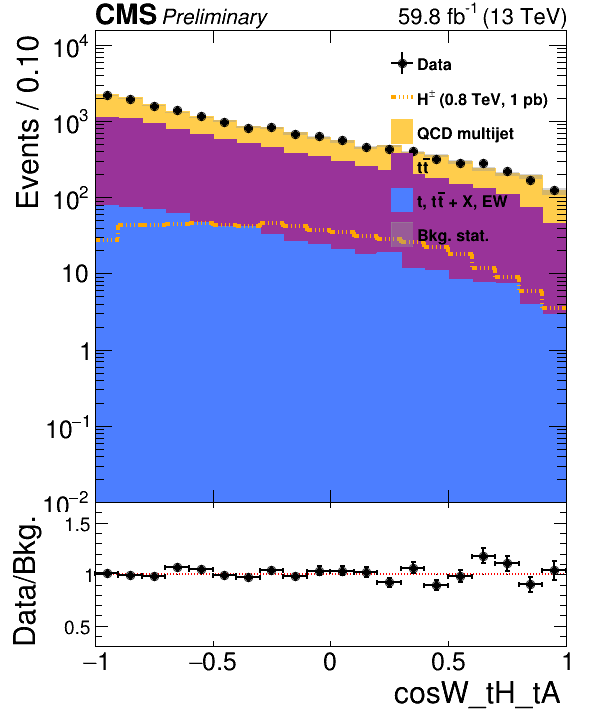 CMS Preliminary 59.8 fb⁻¹ (13 TeV)
Events / 0.10
10⁴
10³
10²
10
1
10⁻¹
10⁻²
Data
H± (0.8 TeV, 1 pb)
QCD multijet
tt̅
t, tt̅ + X, EW
Bkg. stat.
Data/Bkg.
1.5
1
0.5
−1 −0.5 0 0.5 1
cosW_tH_tA